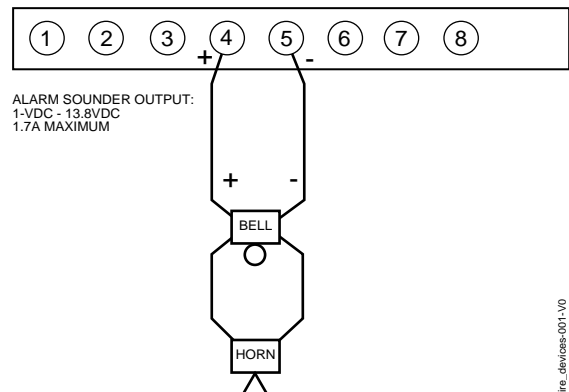 1 2 3 4 5 6 7 8
+ -
ALARM SOUNDER OUTPUT:
1-VDC - 13.8VDC
1.7A MAXIMUM
+ -
BELL
HORN
ire_devices-001-V0